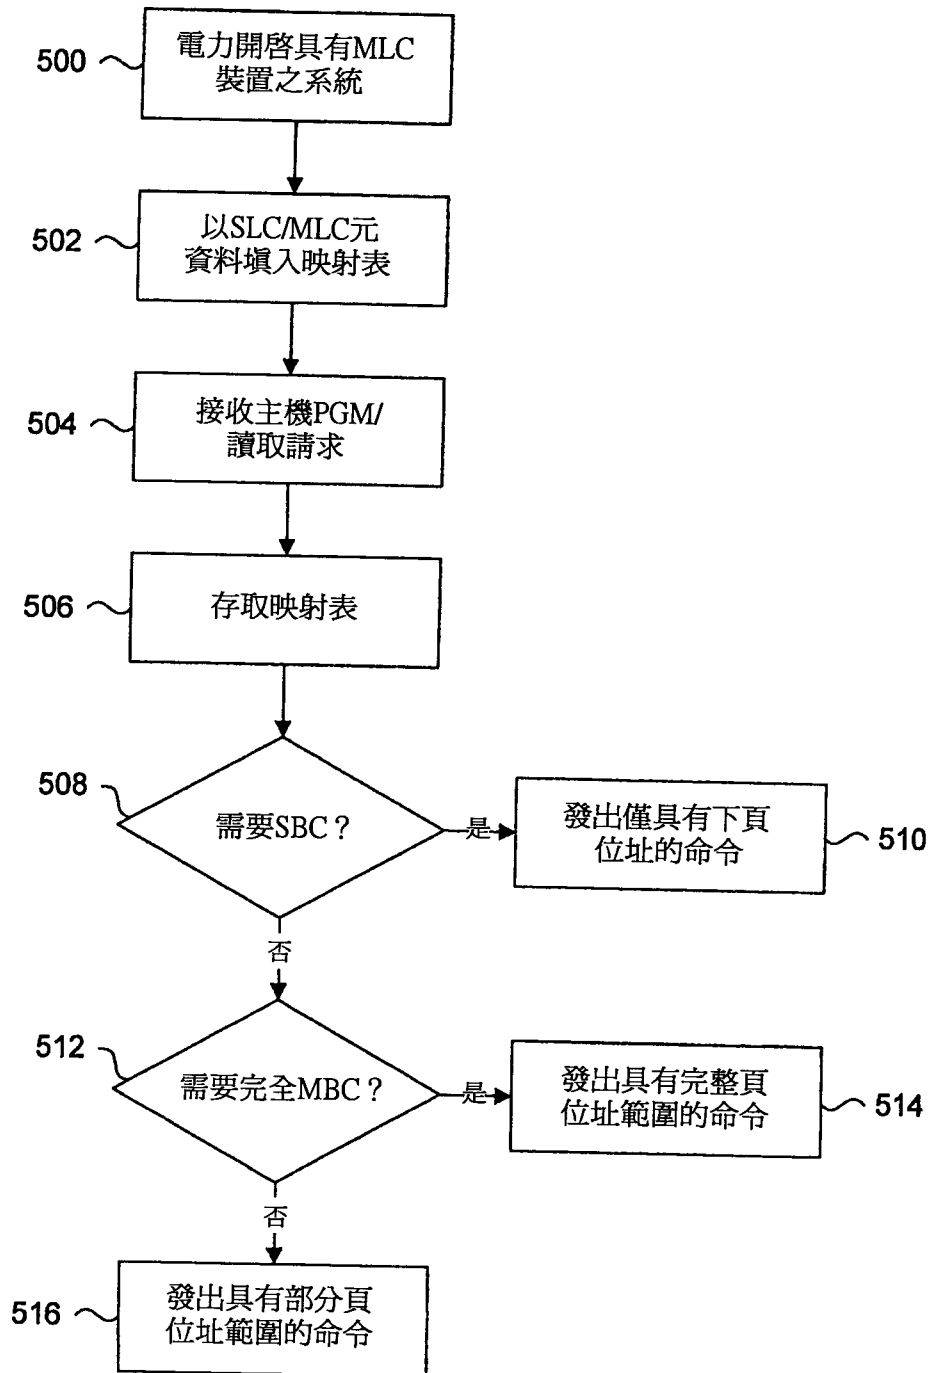 500
電力開啓具有MLC
裝置之系統
502
以SLC/MLC元
資料填入映射表
504
接收主機PGM/
讀取請求
506
存取映射表
508
需要SBC？
是
發出僅具有下頁
位址的命令
510
否
512
需要完全MBC？
是
發出具有完整頁
位址範圍的命令
514
否
516
發出具有部分頁
位址範圍的命令